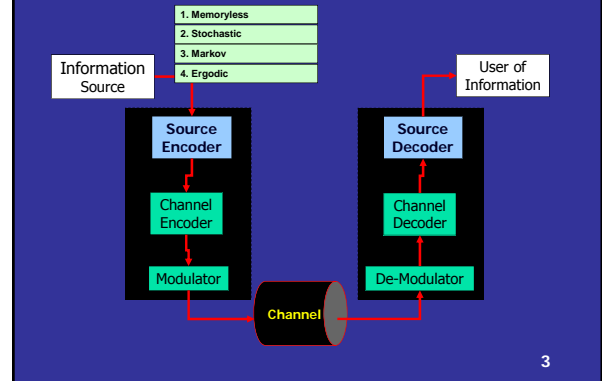 1. Memoryless
2. Stochastic
3. Markov
4. Ergodic
Information
Source
User of
Information
Source
Encoder
Source
Decoder
Channel
Encoder
Channel
Decoder
Modulator
De-Modulator
Channel
3